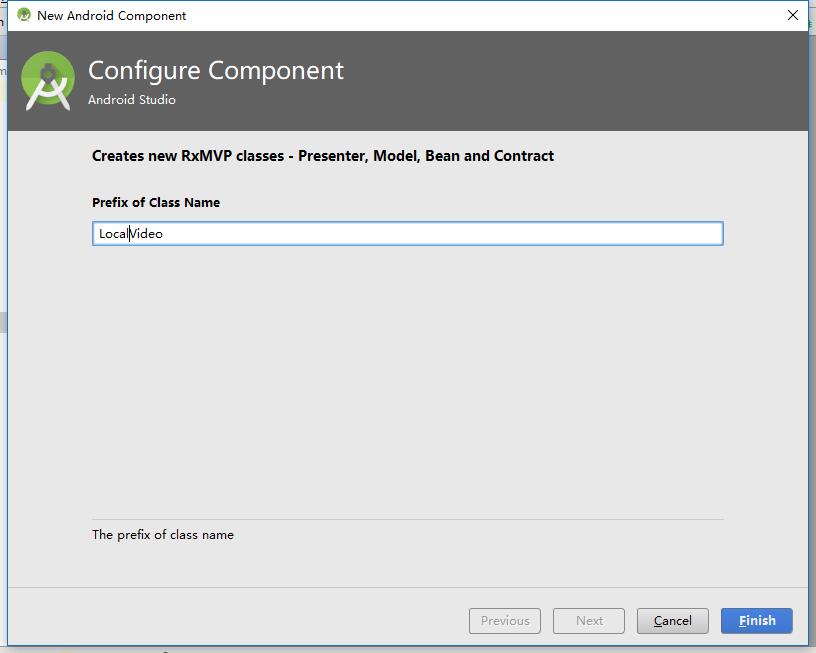 New Android Component
Configure Component
Android Studio
Creates new RxMVP classes - Presenter, Model, Bean and Contract
Prefix of Class Name
LocalVideo
The prefix of class name
Previous Next Cancel Finish